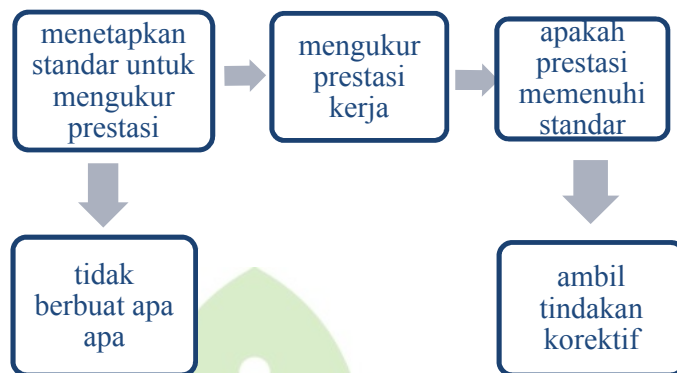 menetapkan
standar untuk
mengukur
prestasi
mengukur
prestasi
kerja
apakah
prestasi
memenuhi
standar
tidak
berbuat apa
apa
ambil
tindakan
korektif